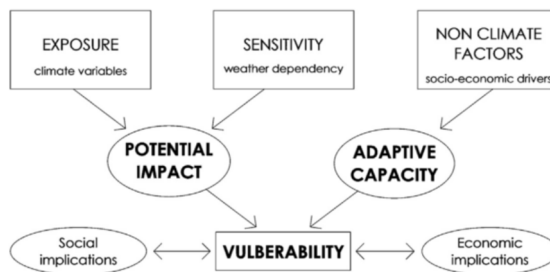 EXPOSURE
climate variables
SENSITIVITY
weather dependency
NON CLIMATE
FACTORS
socio-economic drivers
POTENTIAL
IMPACT
ADAPTIVE
CAPACITY
Social
implications
VULBERABILITY
Economic
implications